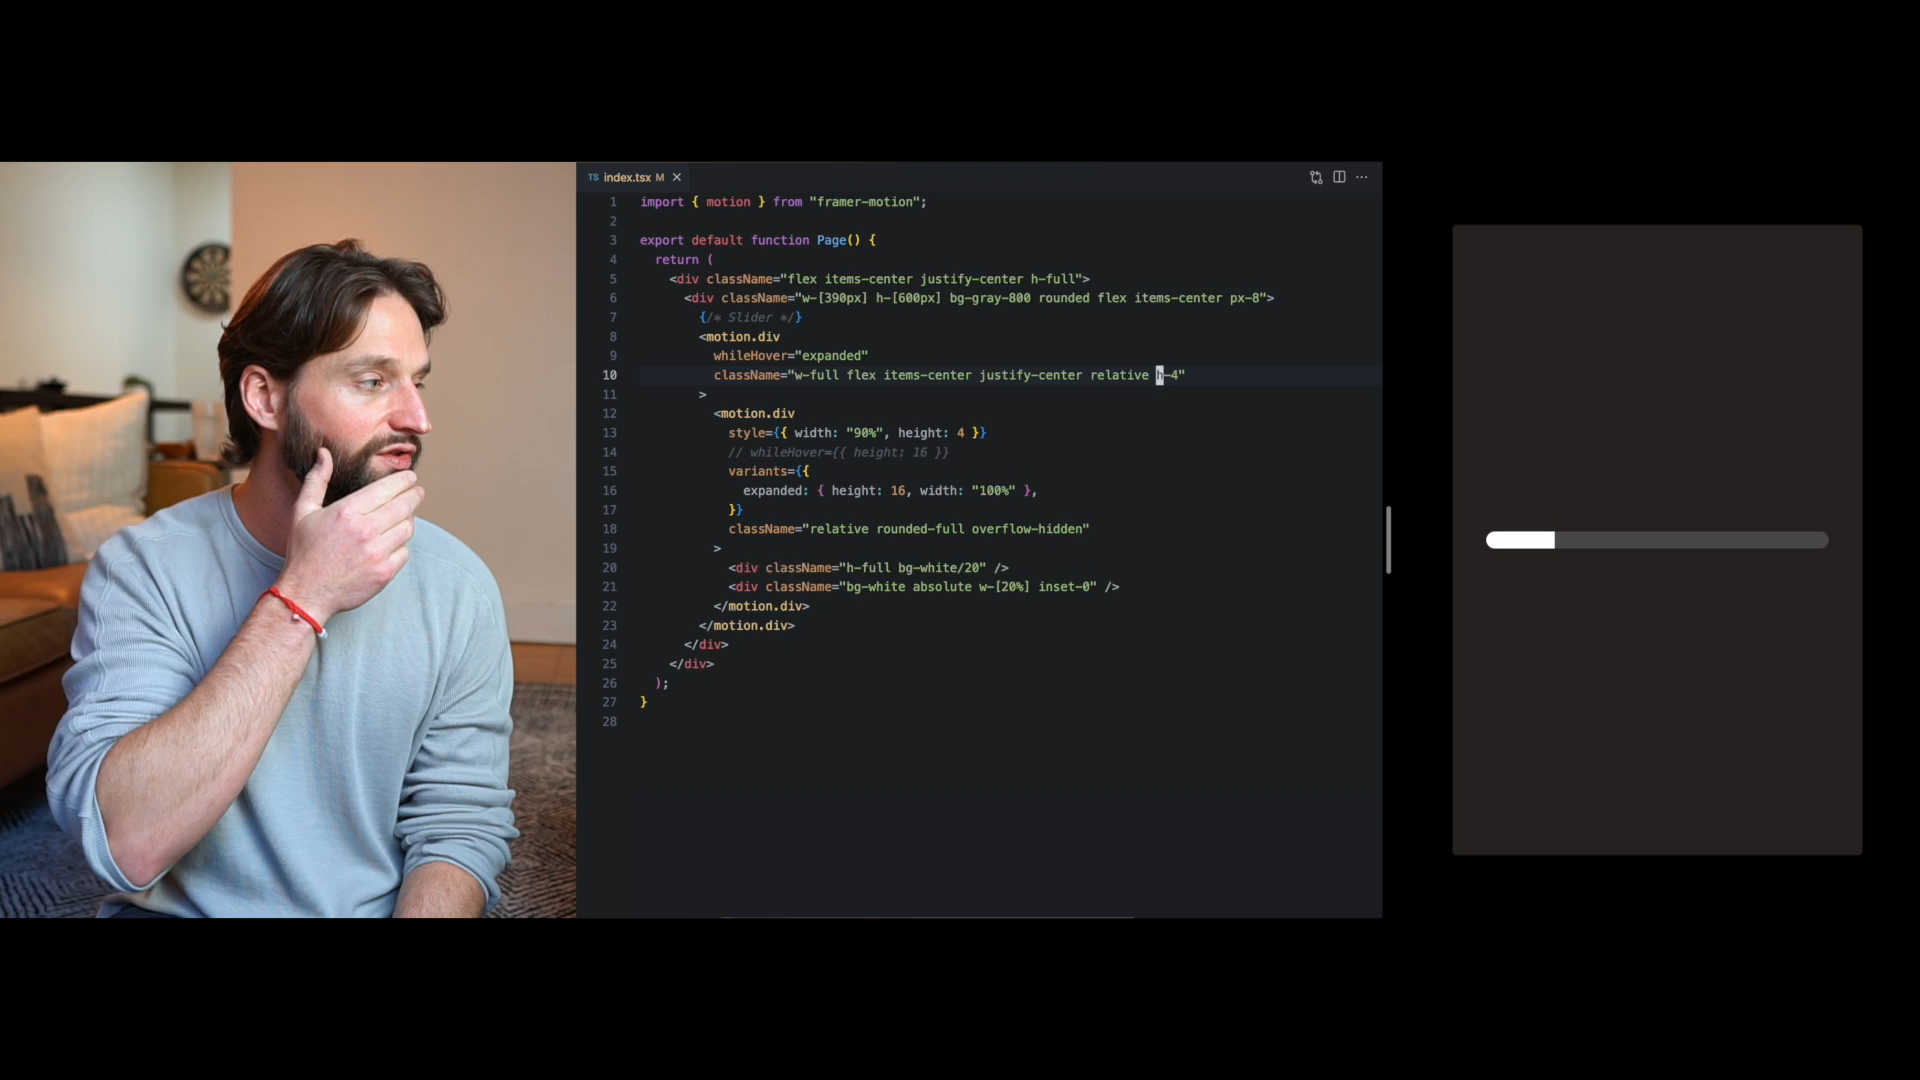 TS index.tsx M
1 import { motion } from "framer-motion";
2
3 export default function Page() {
4 return (
5 <div className="flex items-center justify-center h-full">
6 <div className="w-[390px] h-[600px] bg-gray-800 rounded flex items-center px-8">
7 {/* Slider */}
8 <motion.div
9 whileHover="expanded"
10 className="w-full flex items-center justify-center relative h-4"
11 >
12 <motion.div
13 style={{ width: "90%", height: 4 }}
14 // whileHover={{ height: 16 }}
15 variants={{
16 expanded: { height: 16, width: "100%" },
17 }}
18 className="relative rounded-full overflow-hidden"
19 >
20 <div className="h-full bg-white/20" />
21 <div className="bg-white absolute w-[20%] inset-0" />
22 </motion.div>
23 </motion.div>
24 </div>
25 </div>
26 );
27 }
28